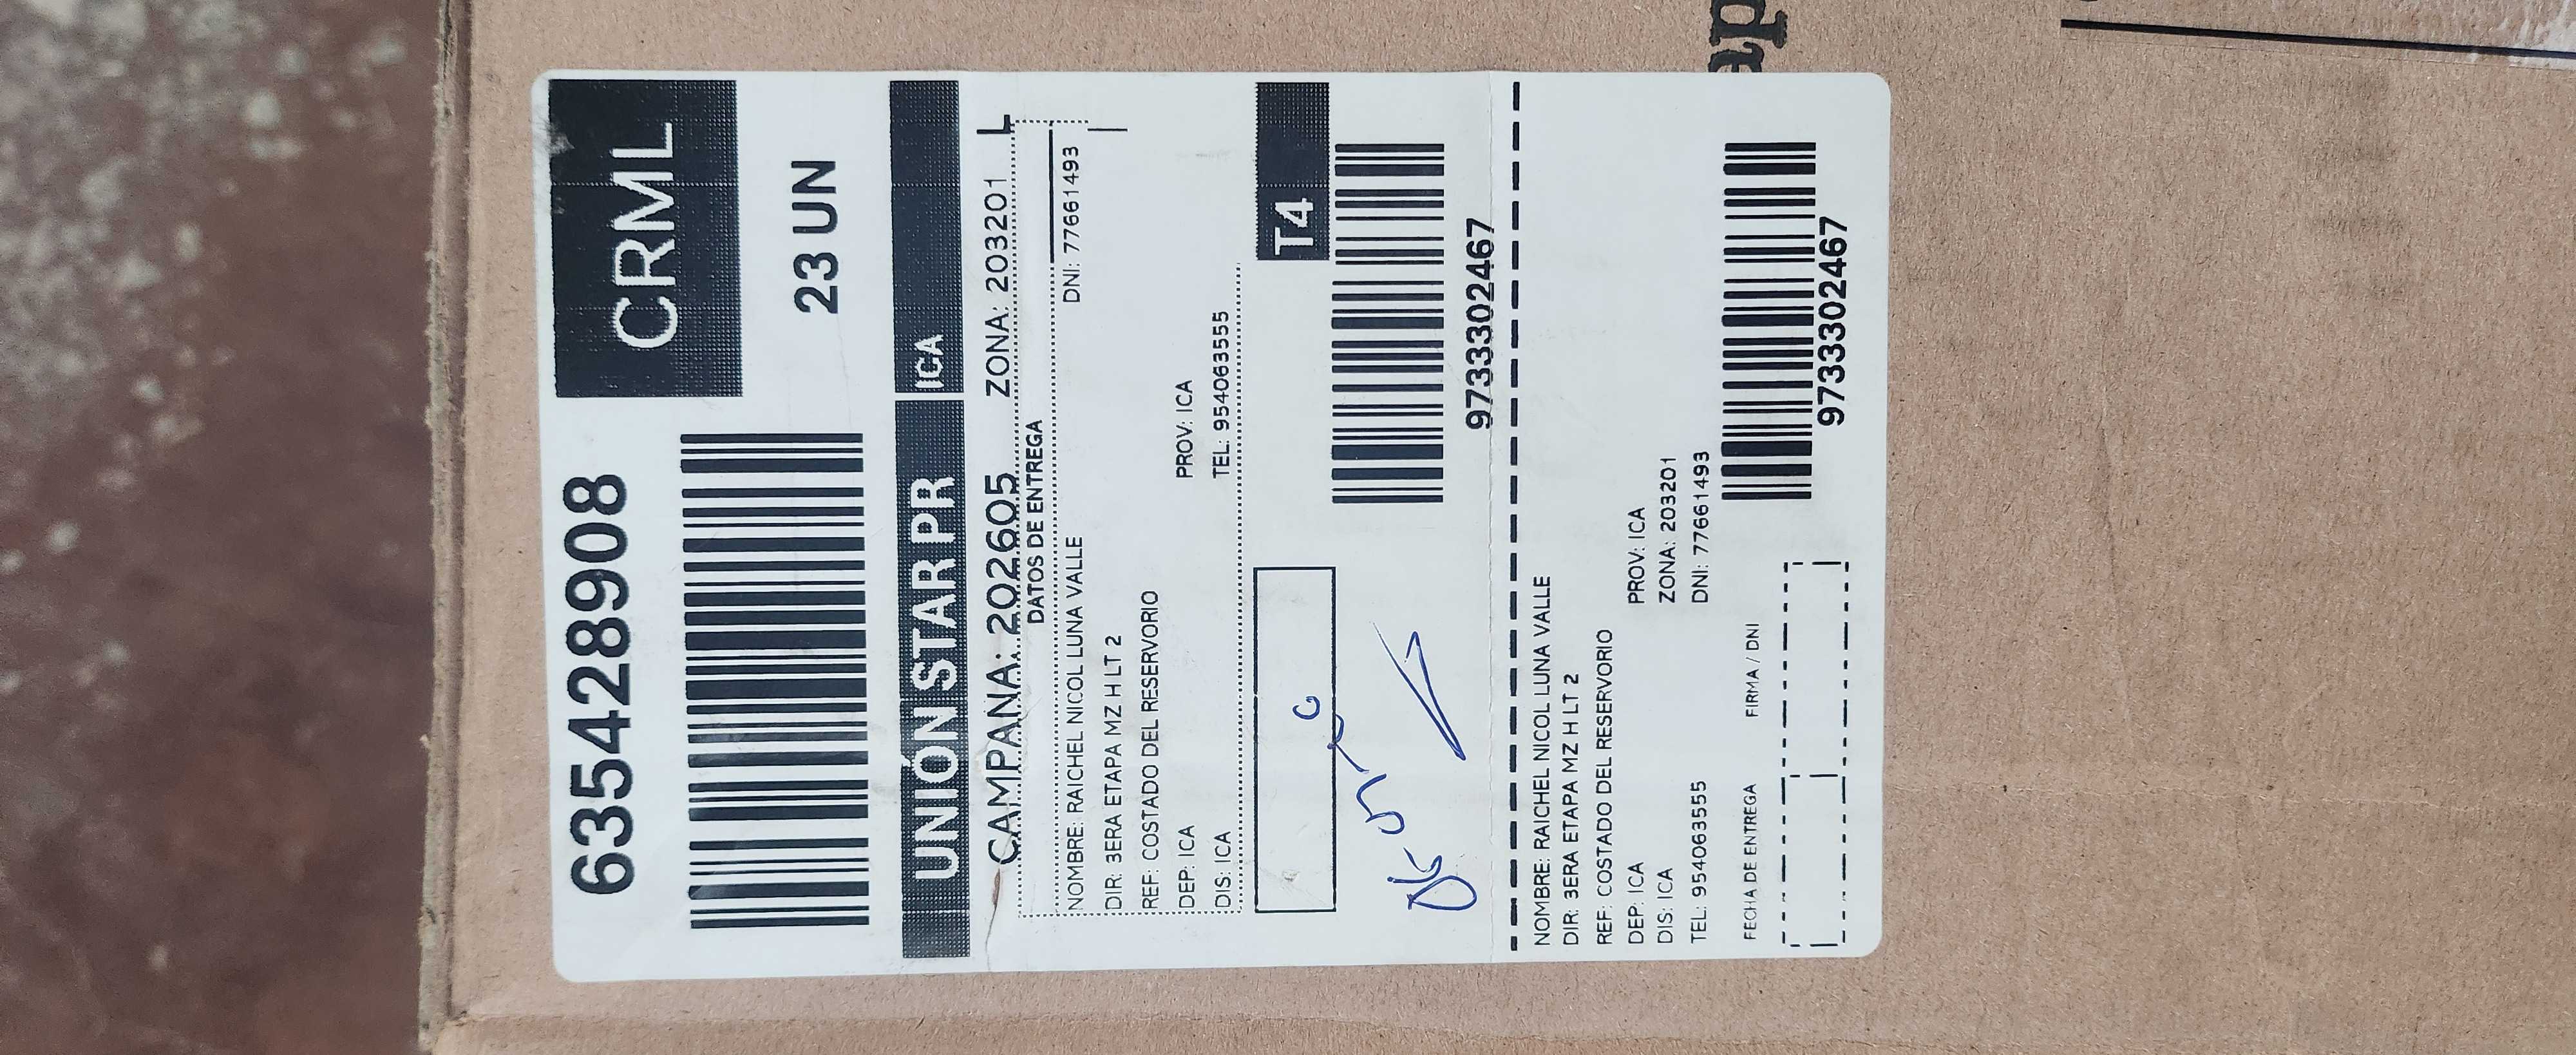 6354428908
CRML
23 UN
UNIÓN STAR PR
ICA
CAMPANA: 202605 ZONA: 203201 L
DATOS DE ENTREGA
NOMBRE: RAICHEL NICOL LUNA VALLE DNI: 77661493
DIR: 3ERA ETAPA MZ H LT 2
REF: COSTADO DEL RESERVORIO
DEP: ICA PROV: ICA
DIS: ICA TEL: 954063555
T4
9733302467
NOMBRE: RAICHEL NICOL LUNA VALLE
DIR: 3ERA ETAPA MZ H LT 2
REF: COSTADO DEL RESERVORIO
DEP: ICA PROV: ICA
DIS: ICA ZONA: 203201
TEL: 954063555 DNI: 77661493
FECHA DE ENTREGA FIRMA / DNI
9733302467